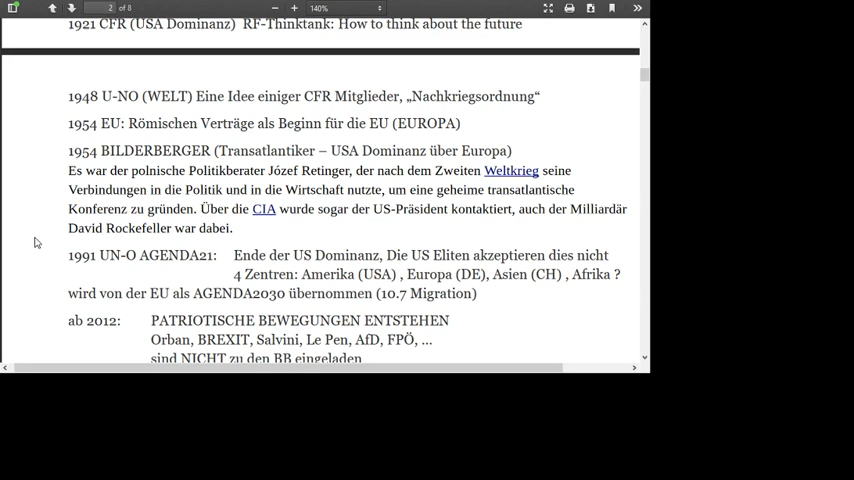 2 of 8
140%
1921 CFR (USA Dominanz) RF-Thinktank: How to think about the future
1948 U-NO (WELT) Eine Idee einiger CFR Mitglieder, „Nachkriegsordnung“
1954 EU: Römischen Verträge als Beginn für die EU (EUROPA)
1954 BILDERBERGER (Transatlantiker – USA Dominanz über Europa)
Es war der polnische Politikberater Józef Retinger, der nach dem Zweiten Weltkrieg seine
Verbindungen in die Politik und in die Wirtschaft nutzte, um eine geheime transatlantische
Konferenz zu gründen. Über die CIA wurde sogar der US-Präsident kontaktiert, auch der Milliardär
David Rockefeller war dabei.
1991 UN-O AGENDA21: Ende der US Dominanz, Die US Eliten akzeptieren dies nicht
4 Zentren: Amerika (USA) , Europa (DE), Asien (CH) , Afrika ?
wird von der EU als AGENDA2030 übernommen (10.7 Migration)
ab 2012: PATRIOTISCHE BEWEGUNGEN ENTSTEHEN
Orban, BREXIT, Salvini, Le Pen, AfD, FPÖ, ...
sind NICHT zu den BB eingeladen